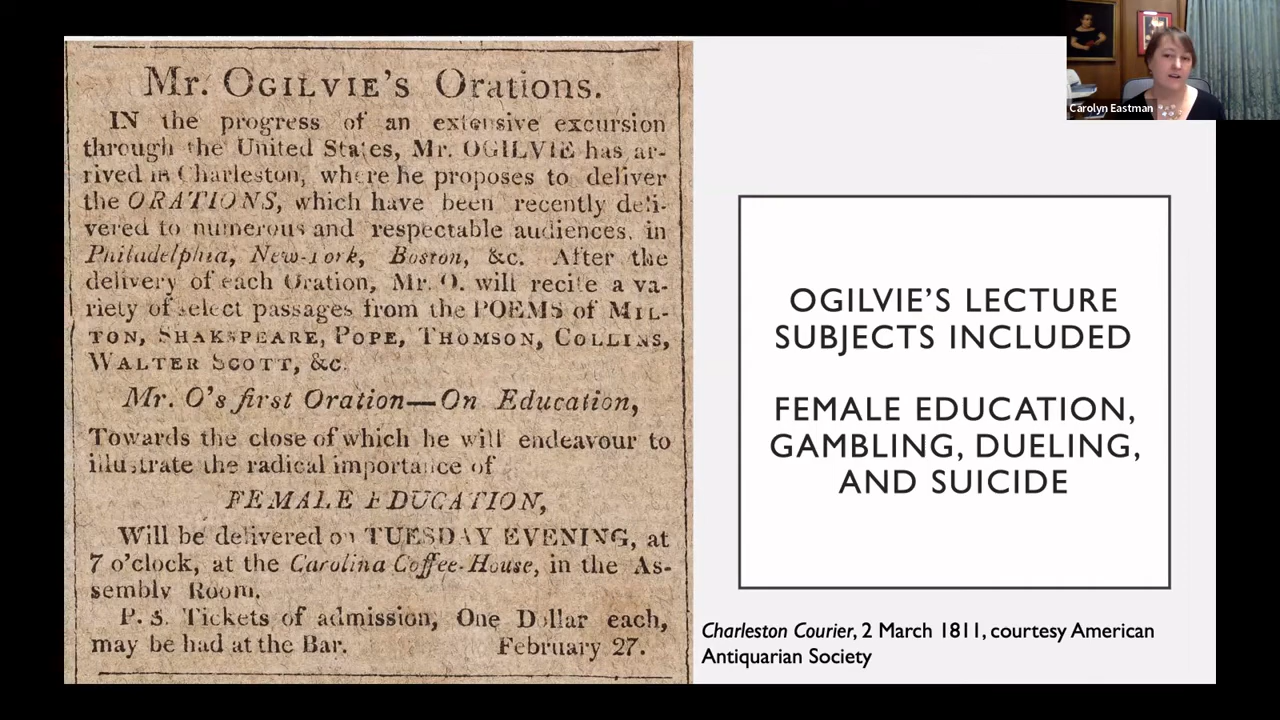 Mr. OGILVIE'S Orations.
IN the progress of an extensive excursion
through the United States, Mr. OGILVIE has ar-
rived in Charleston, where he proposes to deliver
the ORATIONS, which have been recently deli-
vered to numerous and respectable audiences, in
Philadelphia, New-York, Boston, &c. After the
delivery of each Oration, Mr. O. will recite a va-
riety of select passages from the POEMS of MIL-
TON, SHAKSPEARE, POPE, THOMSON, COLLINS,
WALTER SCOTT, &c.
Mr. O's first Oration—On Education,
Towards the close of which he will endeavour to
illustrate the radical importance of
FEMALE EDUCATION,
Will be delivered on TUESDAY EVENING, at
7 o'clock, at the Carolina Coffee-House, in the As-
sembly Room.
P. S. Tickets of admission, One Dollar each,
may be had at the Bar. February 27.
Carolyn Eastman
OGILVIE'S LECTURE
SUBJECTS INCLUDED
FEMALE EDUCATION,
GAMBLING, DUELING,
AND SUICIDE
Charleston Courier, 2 March 1811, courtesy American
Antiquarian Society